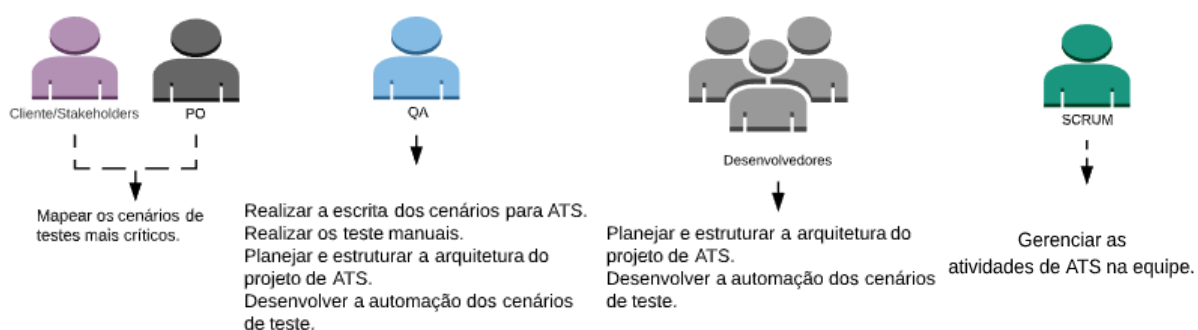 Cliente/Stakeholders
PO
Mapear os cenários de
testes mais críticos.
QA
Realizar a escrita dos cenários para ATS.
Realizar os teste manuais.
Planejar e estruturar a arquitetura do
projeto de ATS.
Desenvolver a automação dos cenários
de teste.
Desenvolvedores
Planejar e estruturar a arquitetura do
projeto de ATS.
Desenvolver a automação dos cenários
de teste.
SCRUM
Gerenciar as
atividades de ATS na equipe.